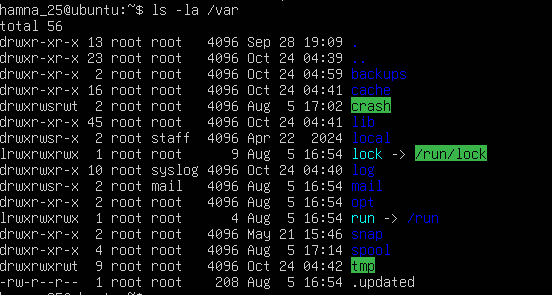 hamna_25@ubuntu:~$ ls -la /var
total 56
drwxr-xr-x 13 root root   4096 Sep 28 19:09 .
drwxr-xr-x 23 root root   4096 Oct 24 04:39 ..
drwxr-xr-x  2 root root   4096 Oct 24 04:59 backups
drwxr-xr-x 16 root root   4096 Oct 24 04:41 cache
drwxrwsrwt  2 root root   4096 Aug  5 17:02 crash
drwxr-xr-x 45 root root   4096 Oct 24 04:40 lib
drwxrwsr-x  2 root staff  4096 Apr 22  2024 local
lrwxrwxrwx  1 root root      9 Aug  5 16:54 lock -> /run/lock
drwxrwxr-x 10 root syslog 4096 Oct 24 04:40 log
drwxrwsr-x  2 root mail   4096 Aug  5 16:54 mail
drwxr-xr-x  2 root root   4096 Aug  5 16:54 opt
lrwxrwxrwx  1 root root      4 Aug  5 16:54 run -> /run
drwxr-xr-x  2 root root   4096 May 21 15:46 snap
drwxr-xr-x  4 root root   4096 Aug  5 17:14 spool
drwxrwxrwt  9 root root   4096 Oct 24 04:42 tmp
-rw-r--r--  1 root root    208 Aug  5 16:54 .updated